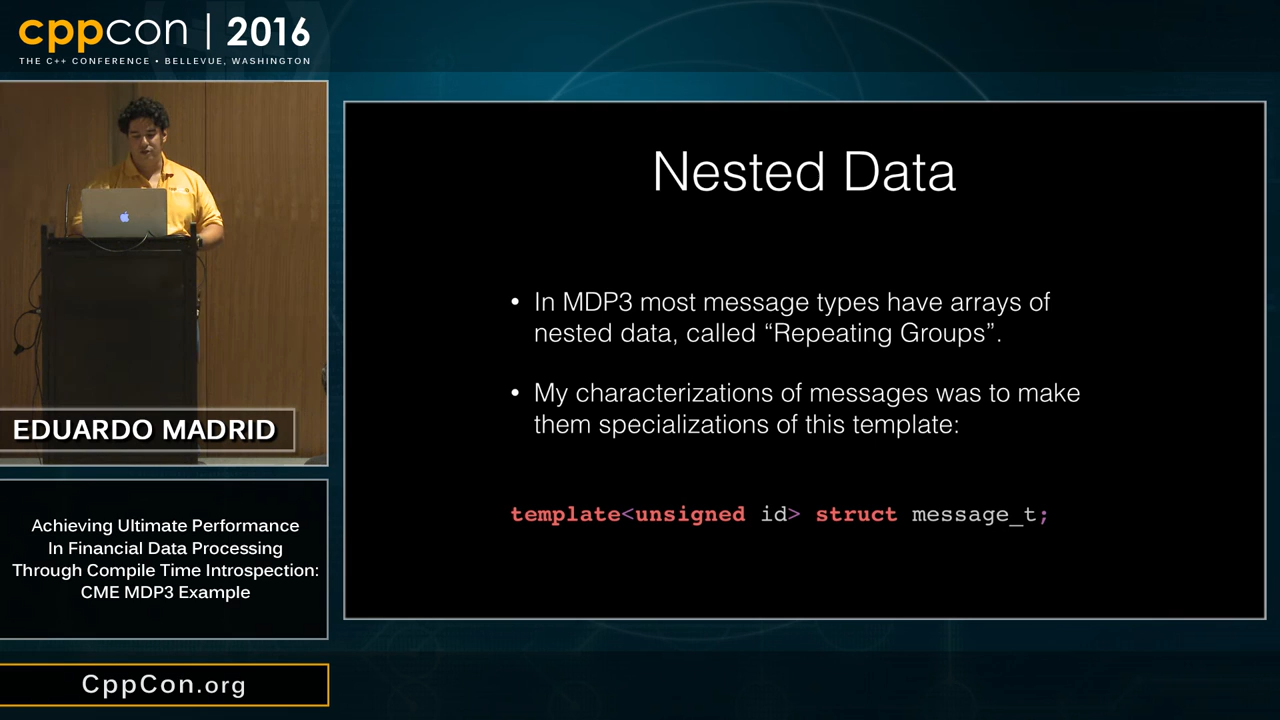 cppcon | 2016
THE C++ CONFERENCE • BELLEVUE, WASHINGTON
EDUARDO MADRID
Achieving Ultimate Performance
In Financial Data Processing
Through Compile Time Introspection:
CME MDP3 Example
CppCon.org
Nested Data
• In MDP3 most message types have arrays of
nested data, called “Repeating Groups”.
• My characterizations of messages was to make
them specializations of this template:
template<unsigned id> struct message_t;